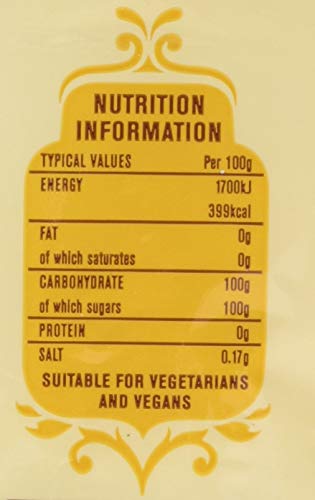 NUTRITION
INFORMATION
TYPICAL VALUES Per 100g
ENERGY 1700kJ
399kcal
FAT 0g
of which saturates 0g
CARBOHYDRATE 100g
of which sugars 100g
PROTEIN 0g
SALT 0.17g
SUITABLE FOR VEGETARIANS
AND VEGANS